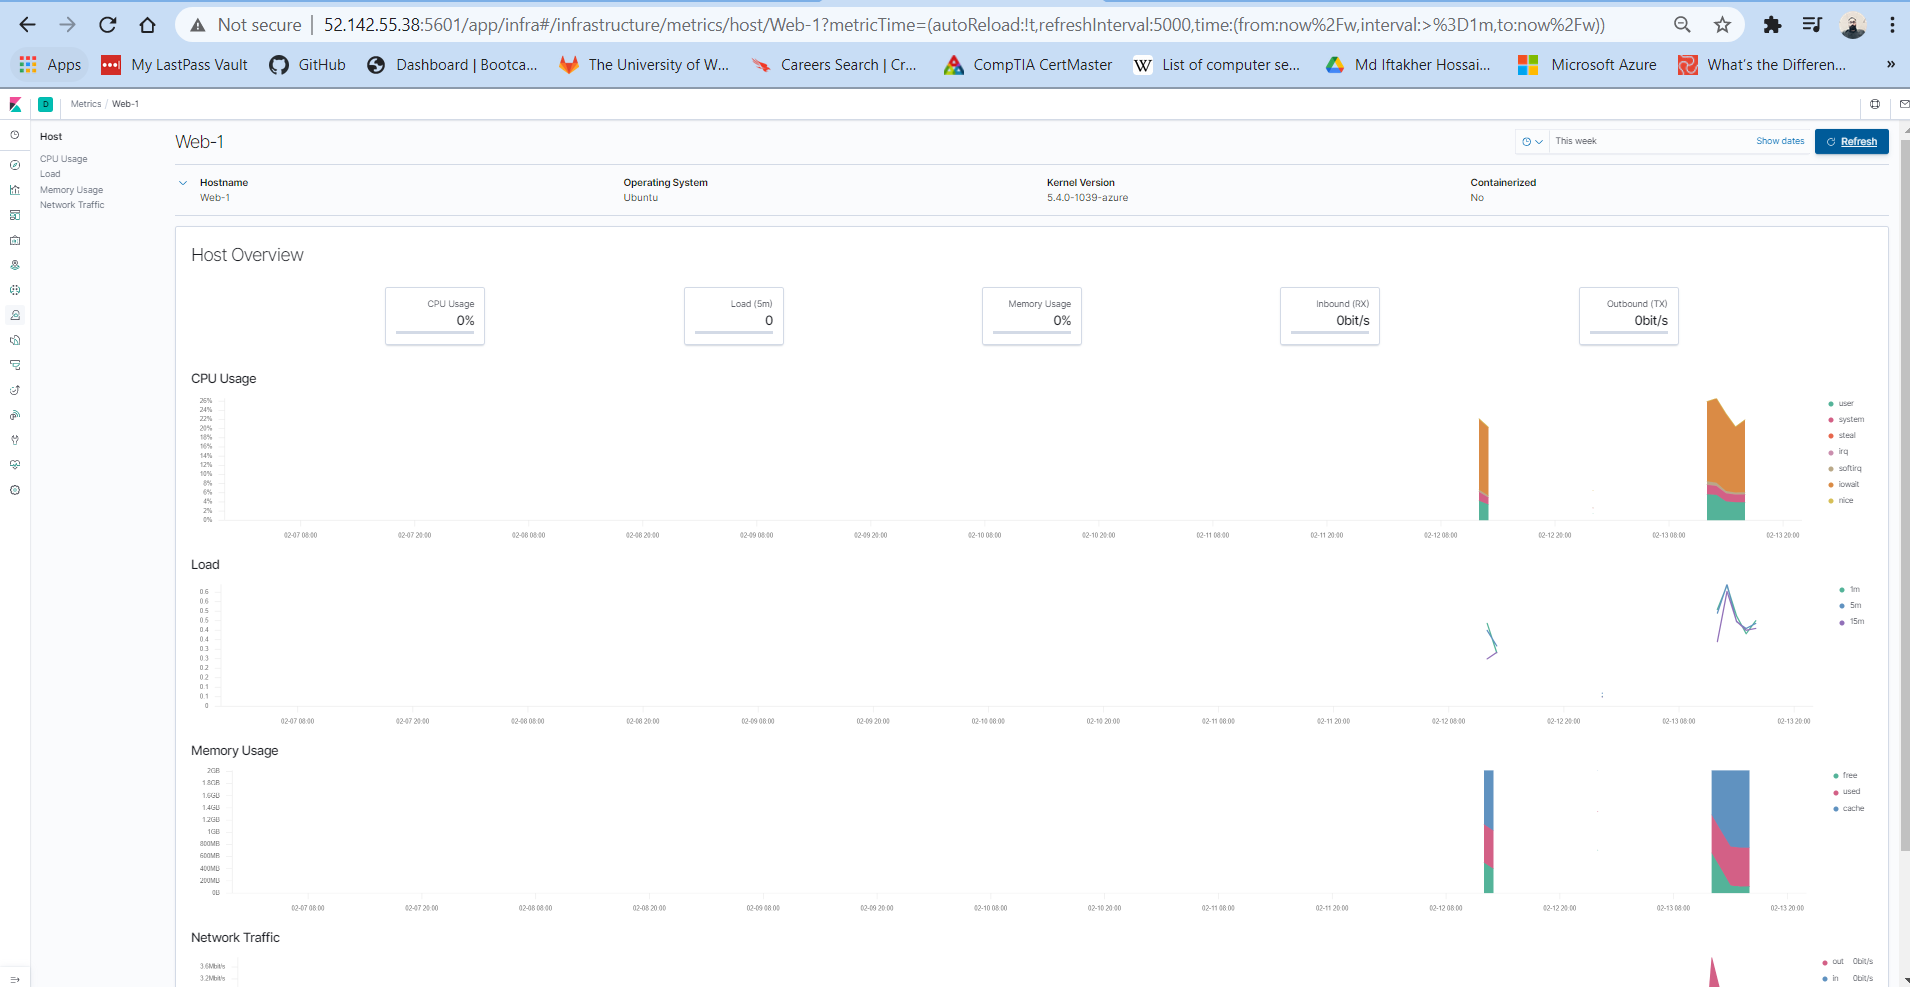 Not secure | 52.142.55.38:5601/app/infra#/infrastructure/metrics/host/Web-1?metricTime=(autoReload:!t,refreshInterval:5000,time:(from:now%2Fw,interval:>%3D1m,to:now%2Fw))
Apps My LastPass Vault GitHub Dashboard | Bootca... The University of W... Careers Search | Cr... CompTIA CertMaster W List of computer se... Md Iftakher Hossai... Microsoft Azure What's the Differen... »
D Metrics / Web-1
Host
CPU Usage
Load
Memory Usage
Network Traffic
Web-1
This week Show dates Refresh
Hostname Operating System Kernel Version Containerized
Web-1 Ubuntu 5.4.0-1039-azure No
Host Overview
CPU Usage Load (5m) Memory Usage Inbound (RX) Outbound (TX)
0% 0 0% 0bit/s 0bit/s
CPU Usage
26%
24%
22%
20%
18%
16%
14%
12%
10%
8%
6%
4%
2%
0%
02-07 08:00 02-07 20:00 02-08 08:00 02-08 20:00 02-09 08:00 02-09 20:00 02-10 08:00 02-10 20:00 02-11 08:00 02-11 20:00 02-12 08:00 02-12 20:00 02-13 08:00 02-13 20:00
user
system
steal
irq
softirq
iowait
nice
Load
0.6
0.6
0.5
0.5
0.4
0.4
0.3
0.3
0.2
0.2
0.1
0.1
0
02-07 08:00 02-07 20:00 02-08 08:00 02-08 20:00 02-09 08:00 02-09 20:00 02-10 08:00 02-10 20:00 02-11 08:00 02-11 20:00 02-12 08:00 02-12 20:00 02-13 08:00 02-13 20:00
1m
5m
15m
Memory Usage
2GB
1.8GB
1.6GB
1.4GB
1.2GB
1GB
800MB
600MB
400MB
200MB
0B
02-07 08:00 02-07 20:00 02-08 08:00 02-08 20:00 02-09 08:00 02-09 20:00 02-10 08:00 02-10 20:00 02-11 08:00 02-11 20:00 02-12 08:00 02-12 20:00 02-13 08:00 02-13 20:00
free
used
cache
Network Traffic
3.6Mbit/s
3.2Mbit/s
out 0bit/s
in 0bit/s